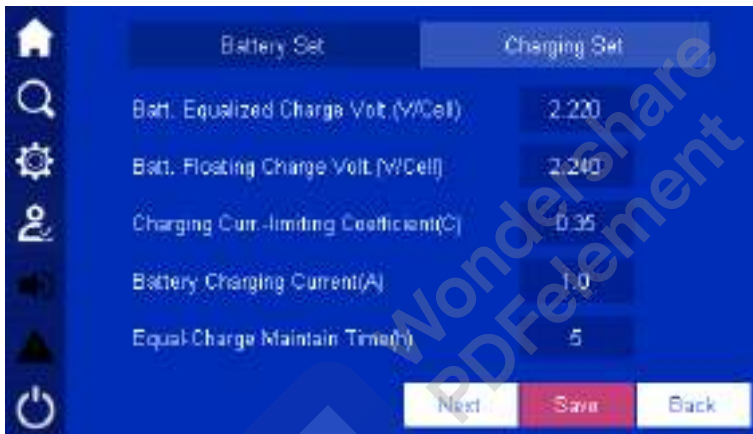 Battery Set
Charging Set
Batt. Equalized Charge Volt.(V/Cell) 2.220
Batt. Floating Charge Volt.(V/Cell) 2.240
Charging Curr.-limiting Coefficient(C) 0.35
Battery Charging Current(A) 1.0
Equal-Charge Maintain Time(h) 5
Next Save Back
Wondershare
PDFelement